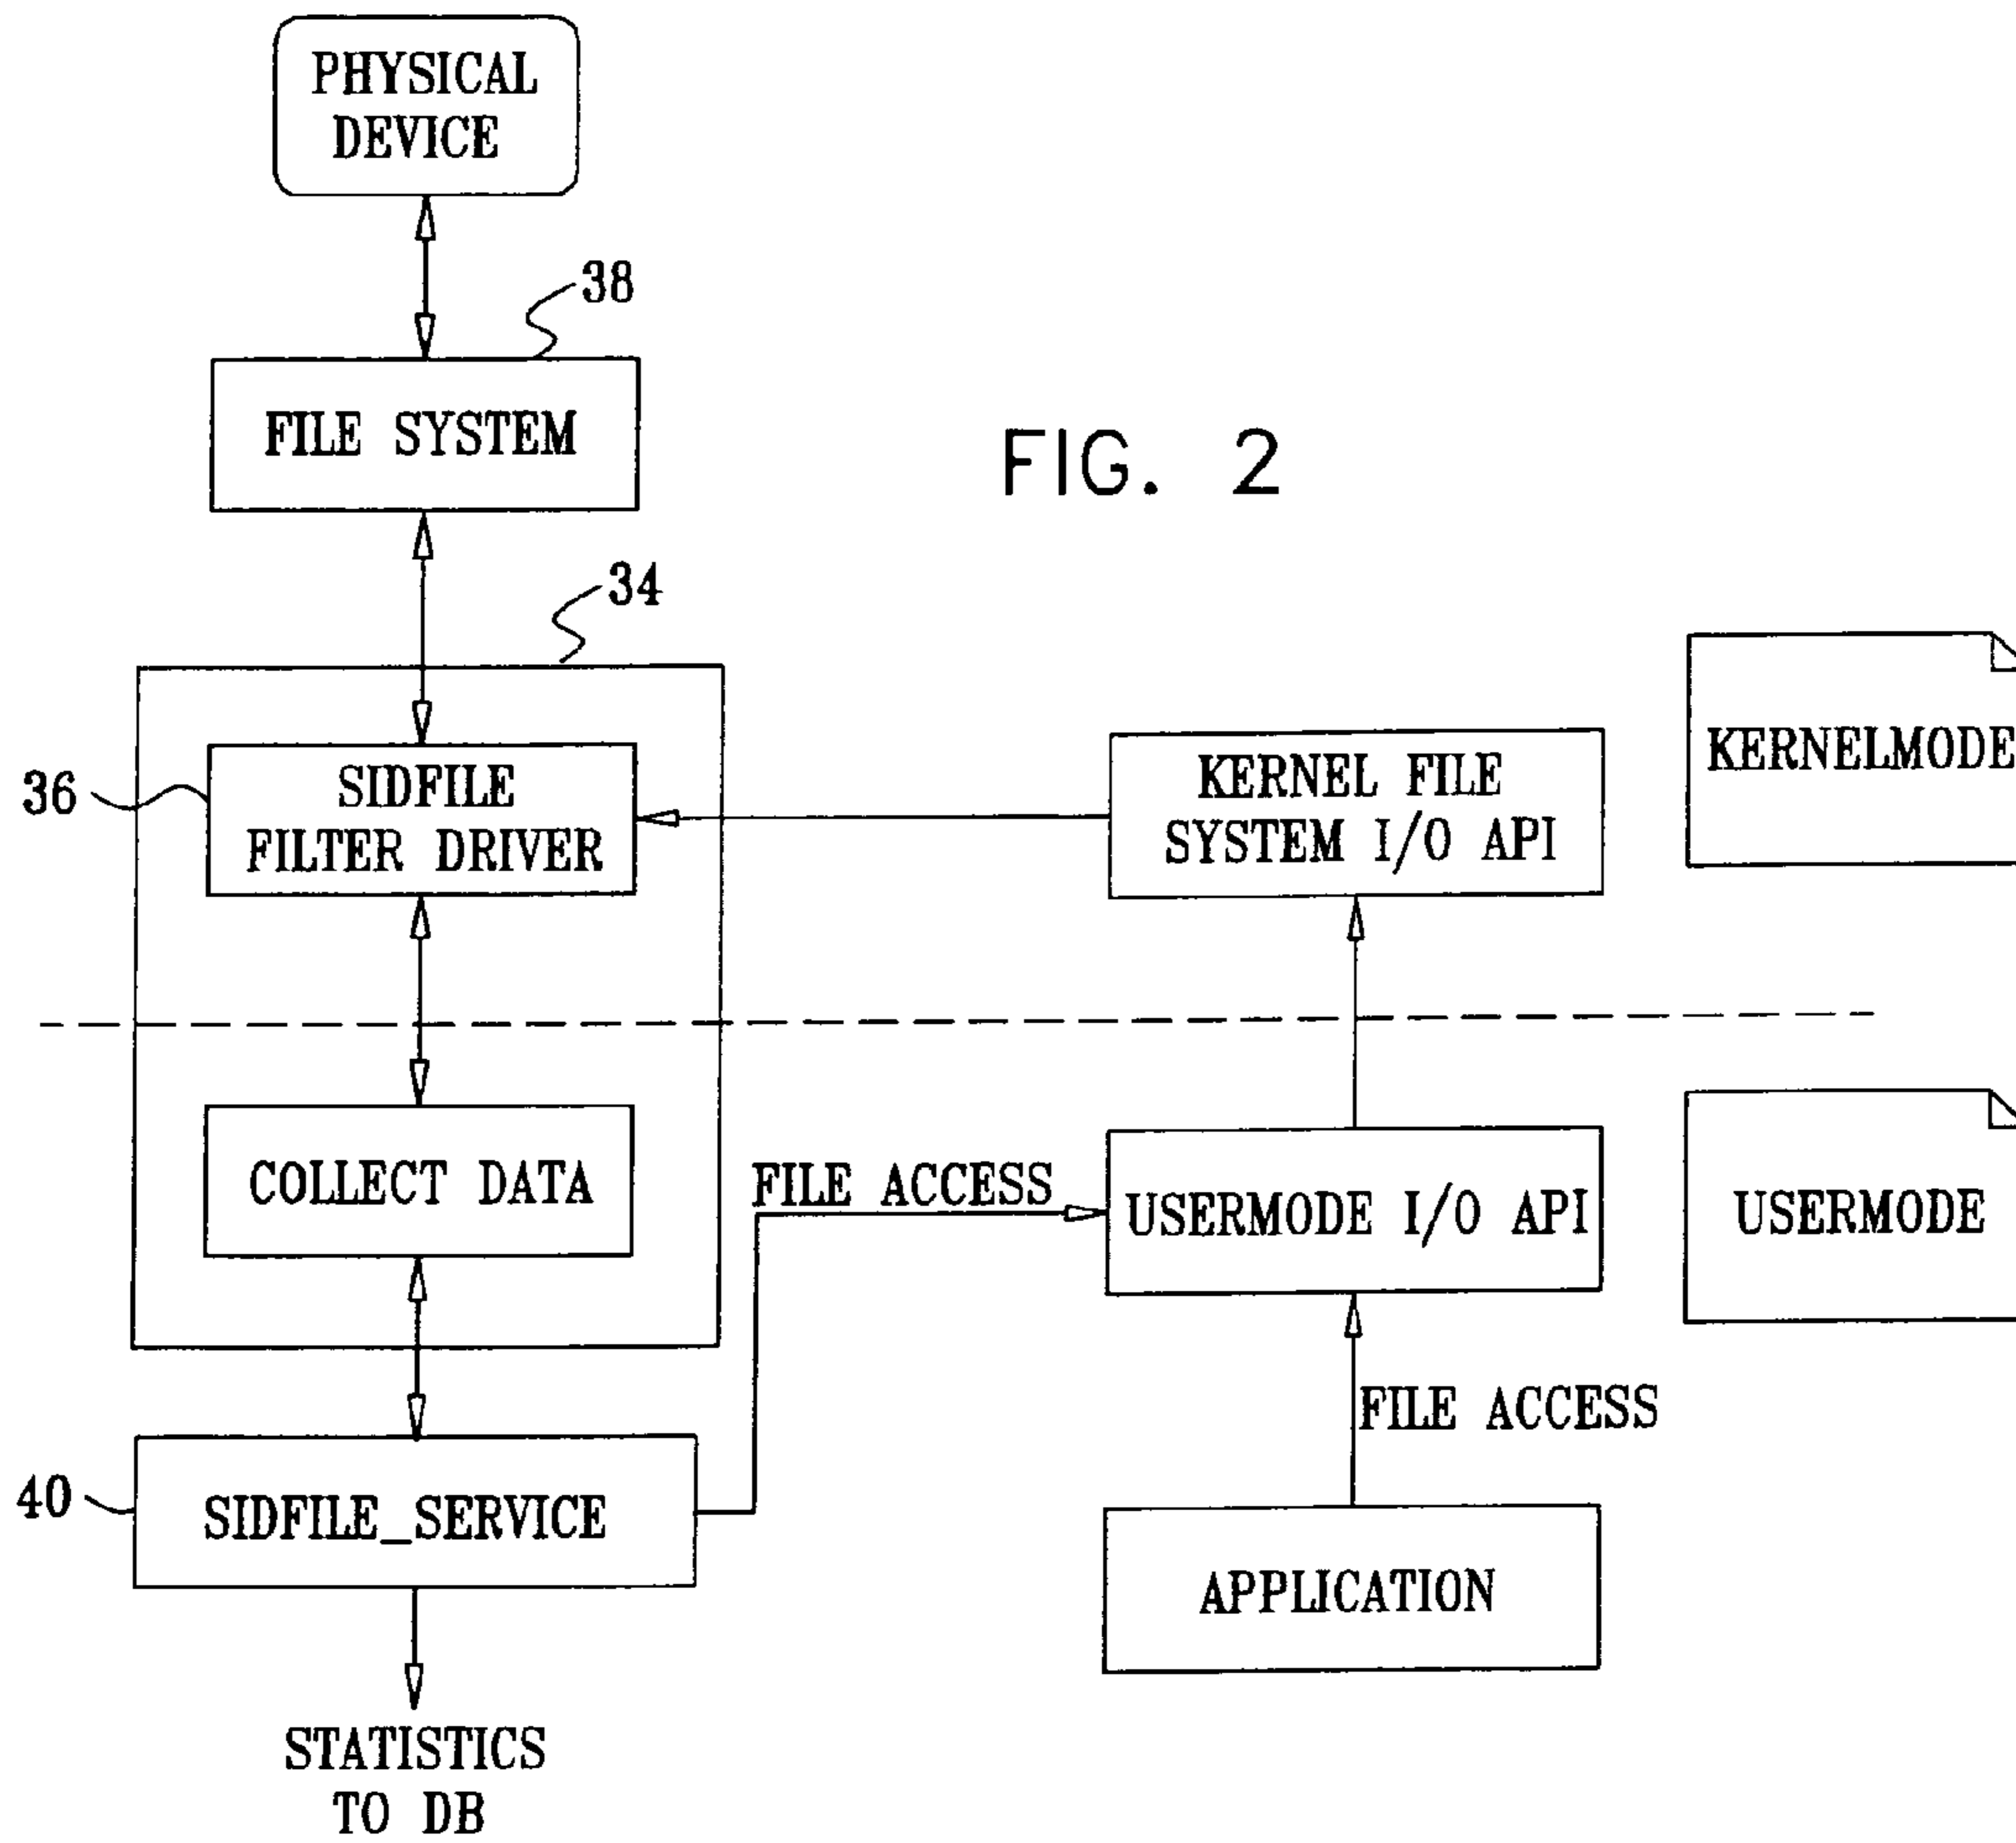 PHYSICAL
DEVICE
38
FILE SYSTEM
FIG. 2
34
36
SIDFILE
FILTER DRIVER
KERNEL FILE
SYSTEM I/O API
KERNELMODE
COLLECT DATA
FILE ACCESS
USERMODE I/O API
USERMODE
FILE ACCESS
40
SIDFILE_SERVICE
APPLICATION
STATISTICS
TO DB